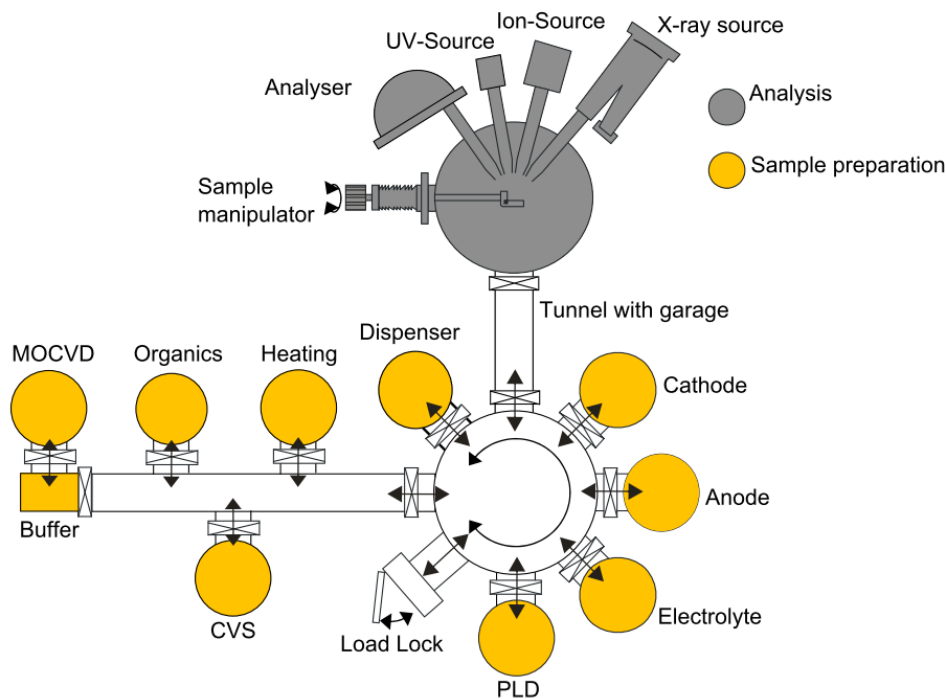 Ion-Source
X-ray source
UV-Source
Analyser
Analysis
Sample preparation
Sample
manipulator
Tunnel with garage
Dispenser
MOCVD
Organics
Heating
Cathode
Anode
Buffer
Electrolyte
CVS
Load Lock
PLD